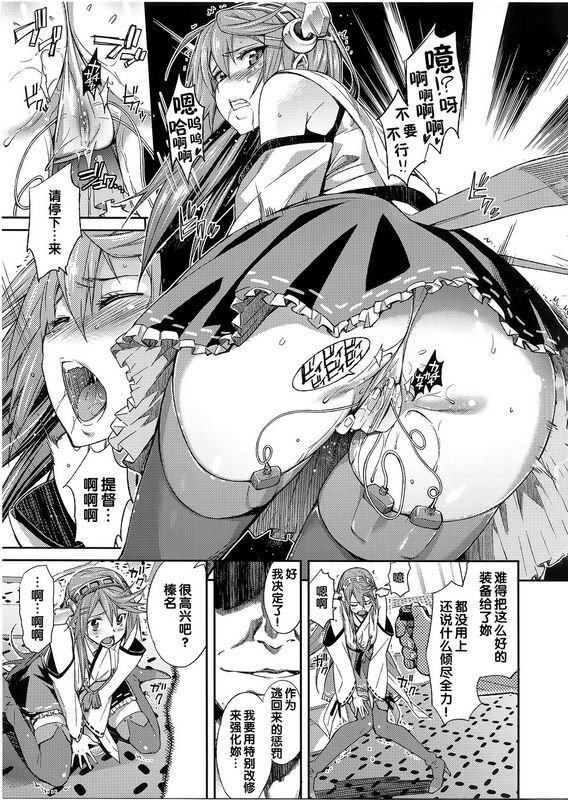 噫!?呀
啊啊啊啊
不要
不行!!
嗯呜呜
哈啊啊
请停下…来
提督…
啊啊啊
难得把这么好的
装备给了妳
都没用上
还说什么倾尽全力!
噫
嗯啊
好
我决定了!
作为
逃回来的惩罚
我要用特别改修
来强化妳…
很高兴吧?
榛名
…啊
…啊啊